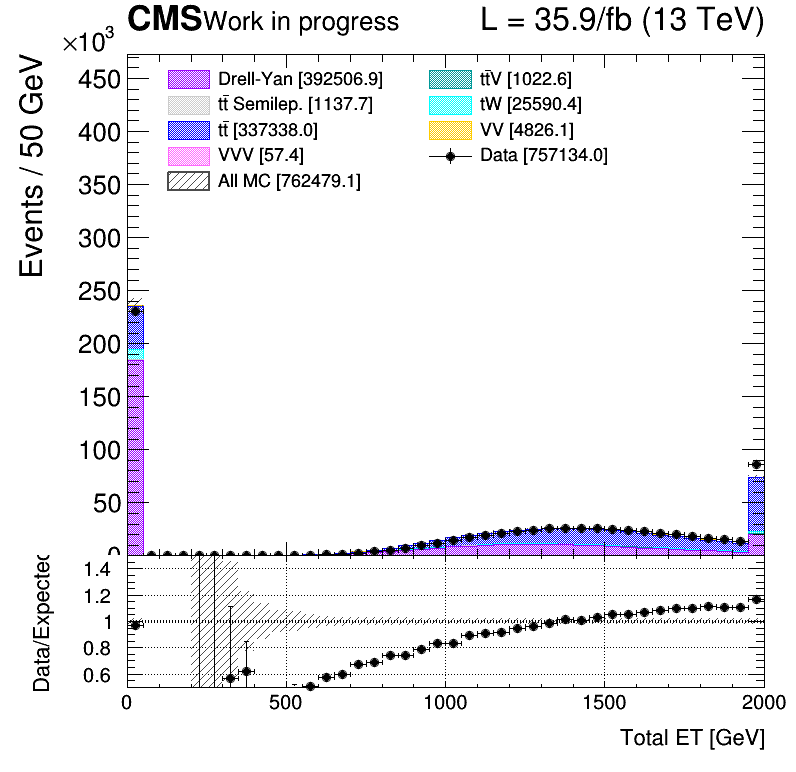 CMS Work in progress L = 35.9/fb (13 TeV)
×10³
Events / 50 GeV
450
400
350
300
250
200
150
100
50
0
Drell-Yan [392506.9]
tt̄ Semilep. [1137.7]
tt̄ [337338.0]
VVV [57.4]
All MC [762479.1]
tt̄V [1022.6]
tW [25590.4]
VV [4826.1]
Data [757134.0]
Data/Expected
1.4
1.2
1
0.8
0.6
0 500 1000 1500 2000
Total ET [GeV]